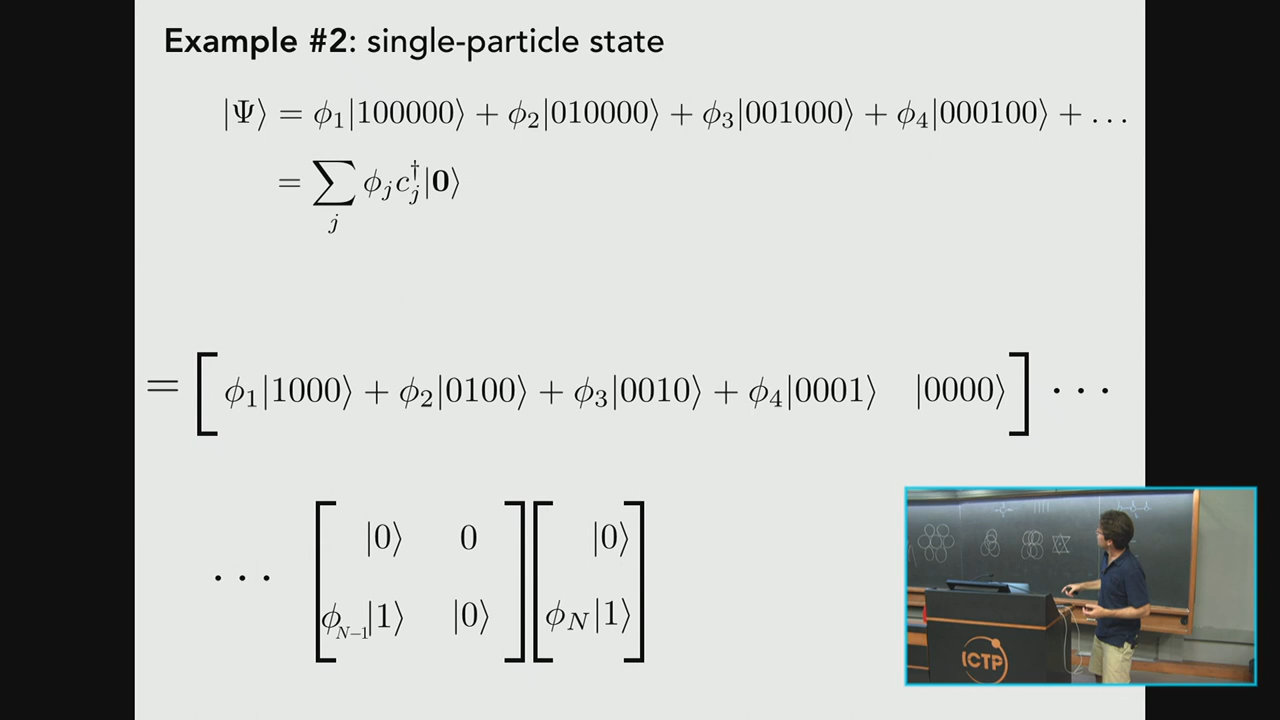 Example #2: single-particle state
|Ψ⟩ = ϕ₁|100000⟩ + ϕ₂|010000⟩ + ϕ₃|001000⟩ + ϕ₄|000100⟩ + . . .
= ∑_j ϕ_j c_j^† |𝟎⟩
= [ ϕ₁|1000⟩ + ϕ₂|0100⟩ + ϕ₃|0010⟩ + ϕ₄|0001⟩ |0000⟩ ] · · ·
· · · [ |0⟩ 0 ] [ |0⟩ ]
[ ϕ_{N−1}|1⟩ |0⟩ ] [ ϕ_N|1⟩ ]
ICTP